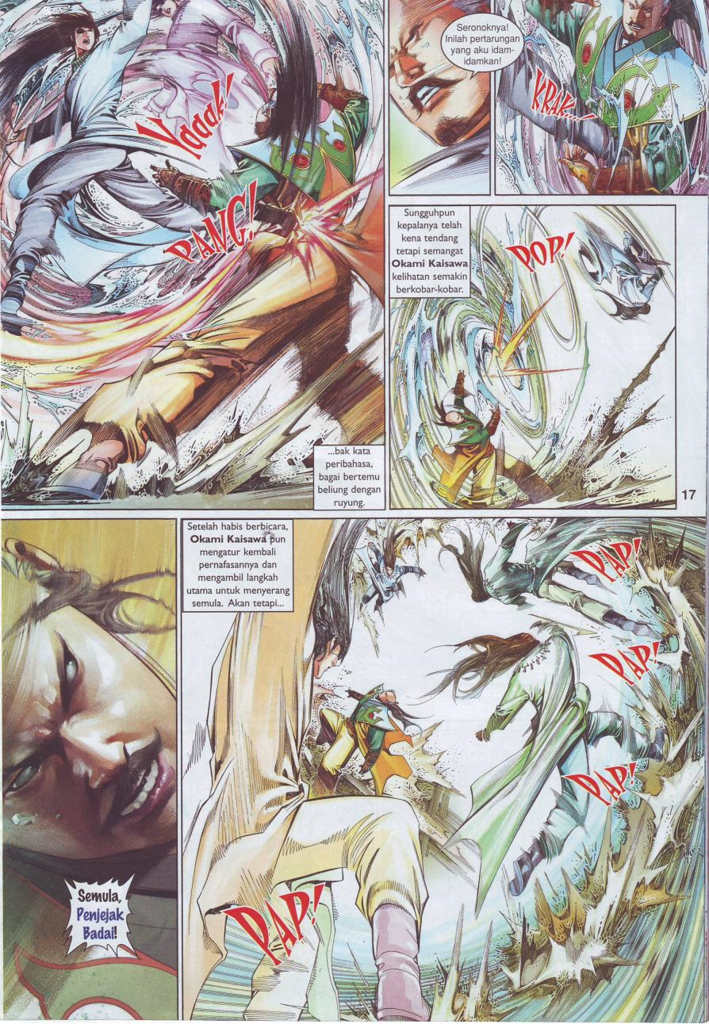 Yaaak!
PANG!
...bak kata
peribahasa,
bagai bertemu
beliung dengan
ruyung.
Seronoknya!
Inilah pertarungan
yang aku idam-
idamkan!
KRAK...
Sungguhpun
kepalanya telah
kena tendang
tetapi semangat
Okami Kaisawa
kelihatan semakin
berkobar-kobar.
POP!
17
Semula,
Penjejak
Badai!
Setelah habis berbicara,
Okami Kaisawa pun
mengatur kembali
pernafasannya dan
mengambil langkah
utama untuk menyerang
semula. Akan tetapi...
PAP!
PAP!
PAP!
PAP!